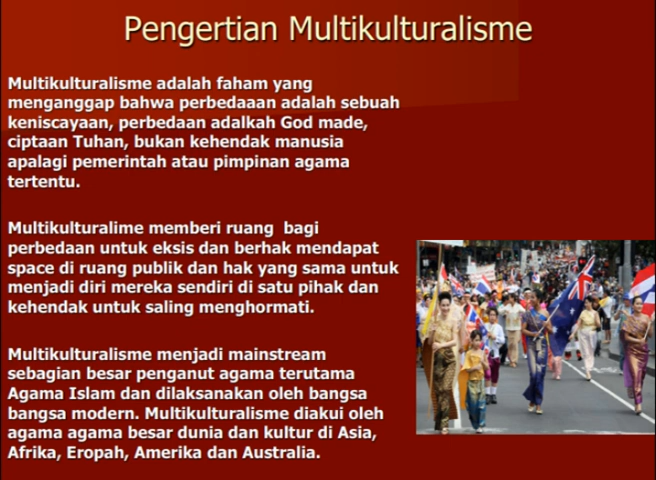 Pengertian Multikulturalisme
Multikulturalisme adalah faham yang
menganggap bahwa perbedaaan adalah sebuah
keniscayaan, perbedaan adalkah God made,
ciptaan Tuhan, bukan kehendak manusia
apalagi pemerintah atau pimpinan agama
tertentu.
Multikulturalime memberi ruang  bagi
perbedaan untuk eksis dan berhak mendapat
space di ruang publik dan hak yang sama untuk
menjadi diri mereka sendiri di satu pihak dan
kehendak untuk saling menghormati.
Multikulturalisme menjadi mainstream
sebagian besar penganut agama terutama
Agama Islam dan dilaksanakan oleh bangsa
bangsa modern. Multikulturalisme diakui oleh
agama agama besar dunia dan kultur di Asia,
Afrika, Eropah, Amerika dan Australia.